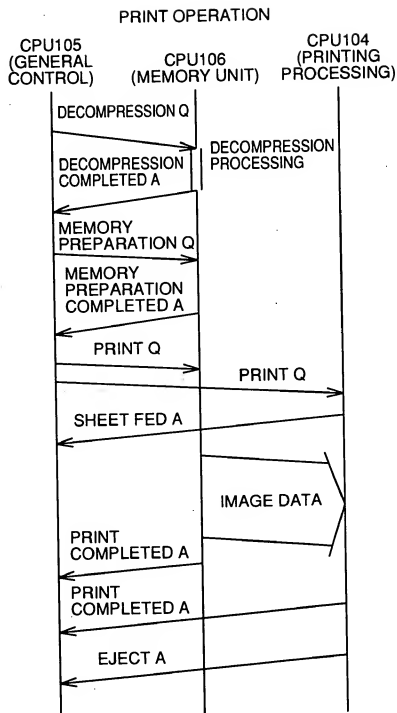 PRINT OPERATION
CPU105
(GENERAL
CONTROL)
CPU106
(MEMORY UNIT)
CPU104
(PRINTING
PROCESSING)
DECOMPRESSION Q
DECOMPRESSION
PROCESSING
DECOMPRESSION
COMPLETED A
MEMORY
PREPARATION Q
MEMORY
PREPARATION
COMPLETED A
PRINT Q
PRINT Q
SHEET FED A
IMAGE DATA
PRINT
COMPLETED A
PRINT
COMPLETED A
EJECT A